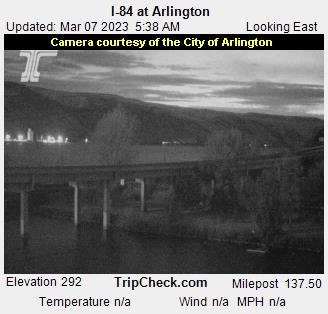 I-84 at Arlington
Updated: Mar 07 2023 5:38 AM Looking East
Camera courtesy of the City of Arlington
Elevation 292 TripCheck.com Milepost 137.50
Temperature n/a Wind n/a MPH n/a